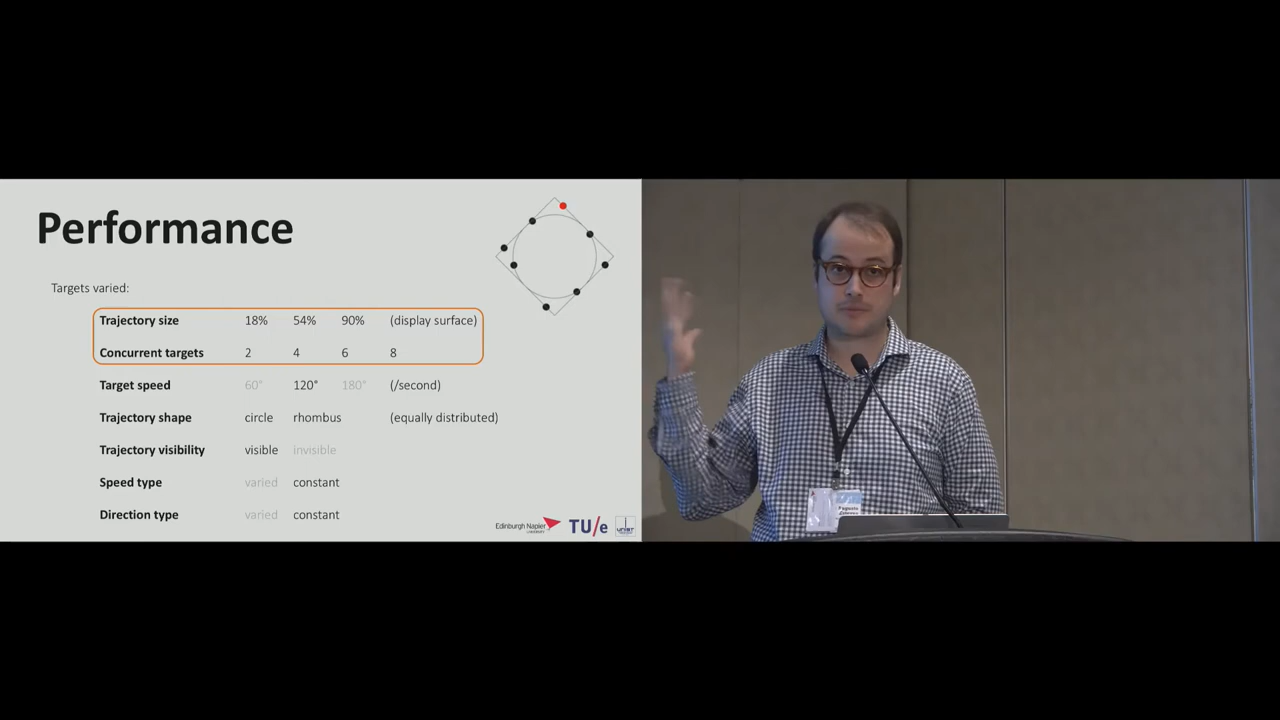 Performance
Targets varied:
Trajectory size 18% 54% 90% (display surface)
Concurrent targets 2 4 6 8
Target speed 60° 120° 180° (/second)
Trajectory shape circle rhombus (equally distributed)
Trajectory visibility visible invisible
Speed type varied constant
Direction type varied constant
Edinburgh Napier
UNIVERSITY
TU/e
UNIST